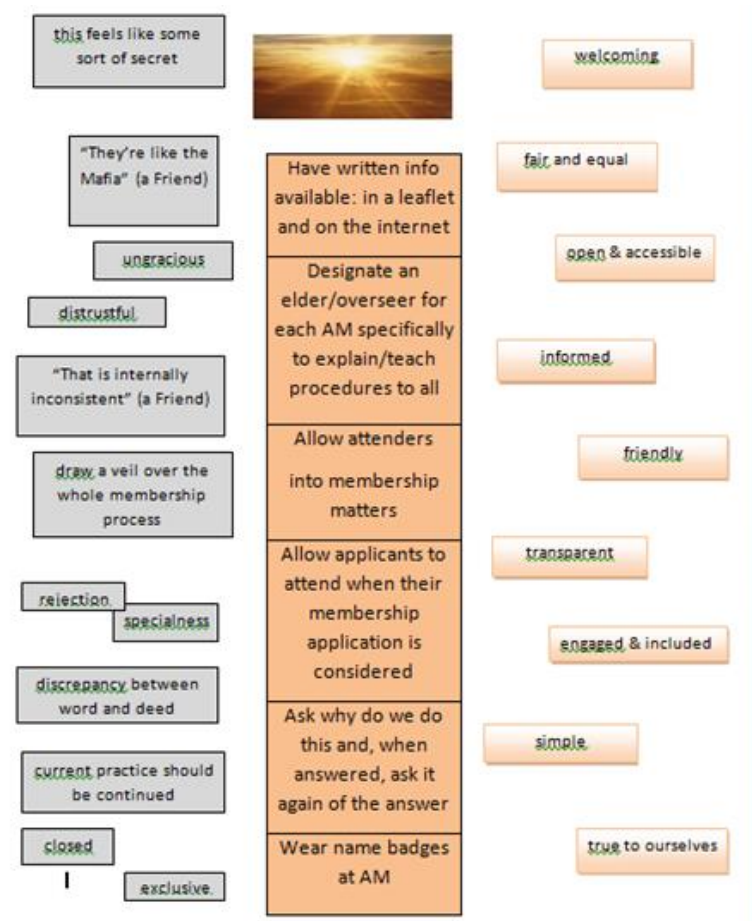 this feels like some
sort of secret
"They're like the
Mafia" (a Friend)
ungracious
distrustful
"That is internally
inconsistent" (a Friend)
draw a veil over the
whole membership
process
rejection
specialness
discrepancy between
word and deed
current practice should
be continued
closed
exclusive
Have written info
available: in a leaflet
and on the internet
Designate an
elder/overseer for
each AM specifically
to explain/teach
procedures to all
Allow attenders
into membership
matters
Allow applicants to
attend when their
membership
application is
considered
Ask why do we do
this and, when
answered, ask it
again of the answer
Wear name badges
at AM
welcoming
fair and equal
open & accessible
informed
friendly
transparent
engaged & included
simple
true to ourselves